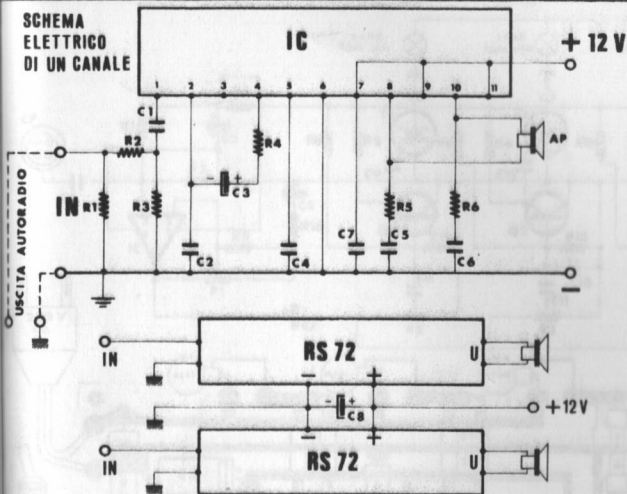 SCHEMA
ELETTRICO
DI UN CANALE
IC
+ 12 V
1 2 3 4 5 6 7 8 9 10 11
C1
R2
R4
AP
- + C3
IN R1 R3 C7 R5 R6
C2 C4 C5 C6
-
USCITA AUTORADIO
IN RS 72 U
- +
- + C8 +12V
- +
IN RS 72 U